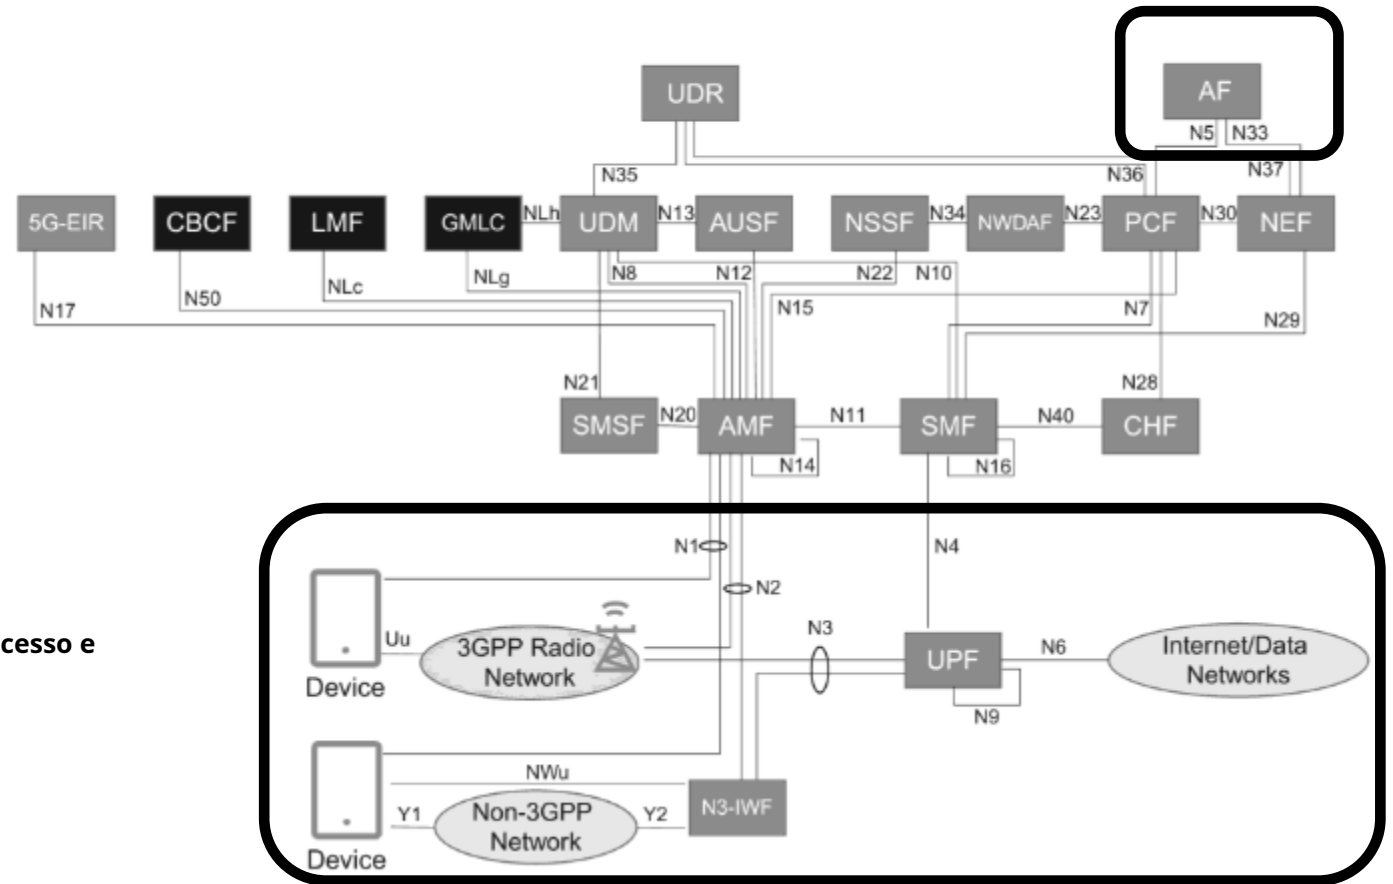 UDR
AF
N5
N33
N35
N36
N37
5G-EIR
CBCF
LMF
GMLC
NLh
UDM
N13
AUSF
NSSF
N34
NWDAF
N23
PCF
N30
NEF
N17
N50
NLc
NLg
N8
N12
N22
N10
N15
N7
N29
N21
N28
SMSF
N20
AMF
N11
SMF
N40
CHF
N14
N16
N1
N4
N2
cesso e
Device
Uu
3GPP Radio
Network
N3
UPF
N6
Internet/Data
Networks
N9
Device
NWu
Y1
Non-3GPP
Network
Y2
N3-IWF